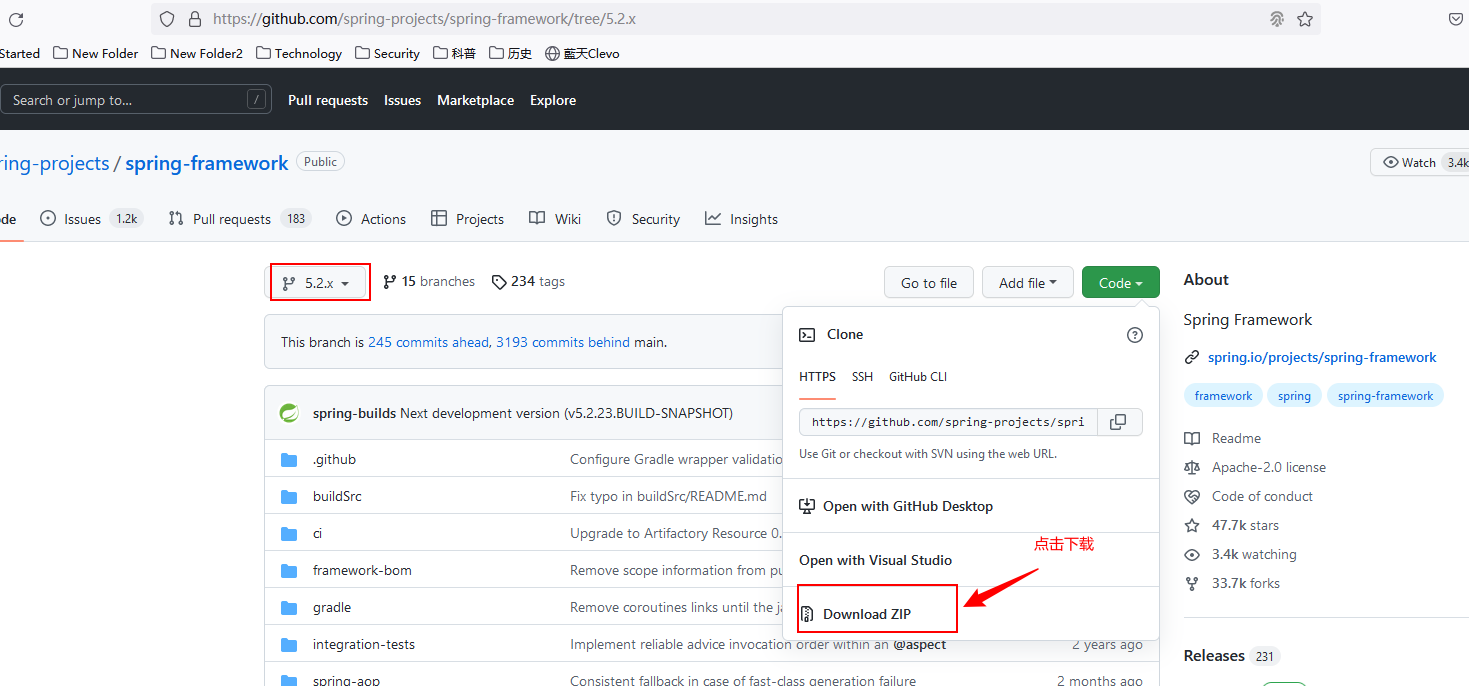 https://github.com/spring-projects/spring-framework/tree/5.2.x
Started New Folder New Folder2 Technology Security 科普 历史 藍天Clevo
Search or jump to... / Pull requests Issues Marketplace Explore
ring-projects / spring-framework Public Watch 3.4k
ode Issues 1.2k Pull requests 183 Actions Projects Wiki Security Insights
5.2.x 15 branches 234 tags Go to file Add file Code
This branch is 245 commits ahead, 3193 commits behind main.
spring-builds Next development version (v5.2.23.BUILD-SNAPSHOT)
.github Configure Gradle wrapper validatio
buildSrc Fix typo in buildSrc/README.md
ci Upgrade to Artifactory Resource 0.
framework-bom Remove scope information from pu
gradle Remove coroutines links until the ja
integration-tests Implement reliable advice invocation order within an @aspect 2 years ago
spring-aop Consistent fallback in case of fast-class generation failure 2 months ago
Clone
HTTPS SSH GitHub CLI
https://github.com/spring-projects/spri
Use Git or checkout with SVN using the web URL.
Open with GitHub Desktop
点击下载
Open with Visual Studio
Download ZIP
About
Spring Framework
spring.io/projects/spring-framework
framework spring spring-framework
Readme
Apache-2.0 license
Code of conduct
47.7k stars
3.4k watching
33.7k forks
Releases 231